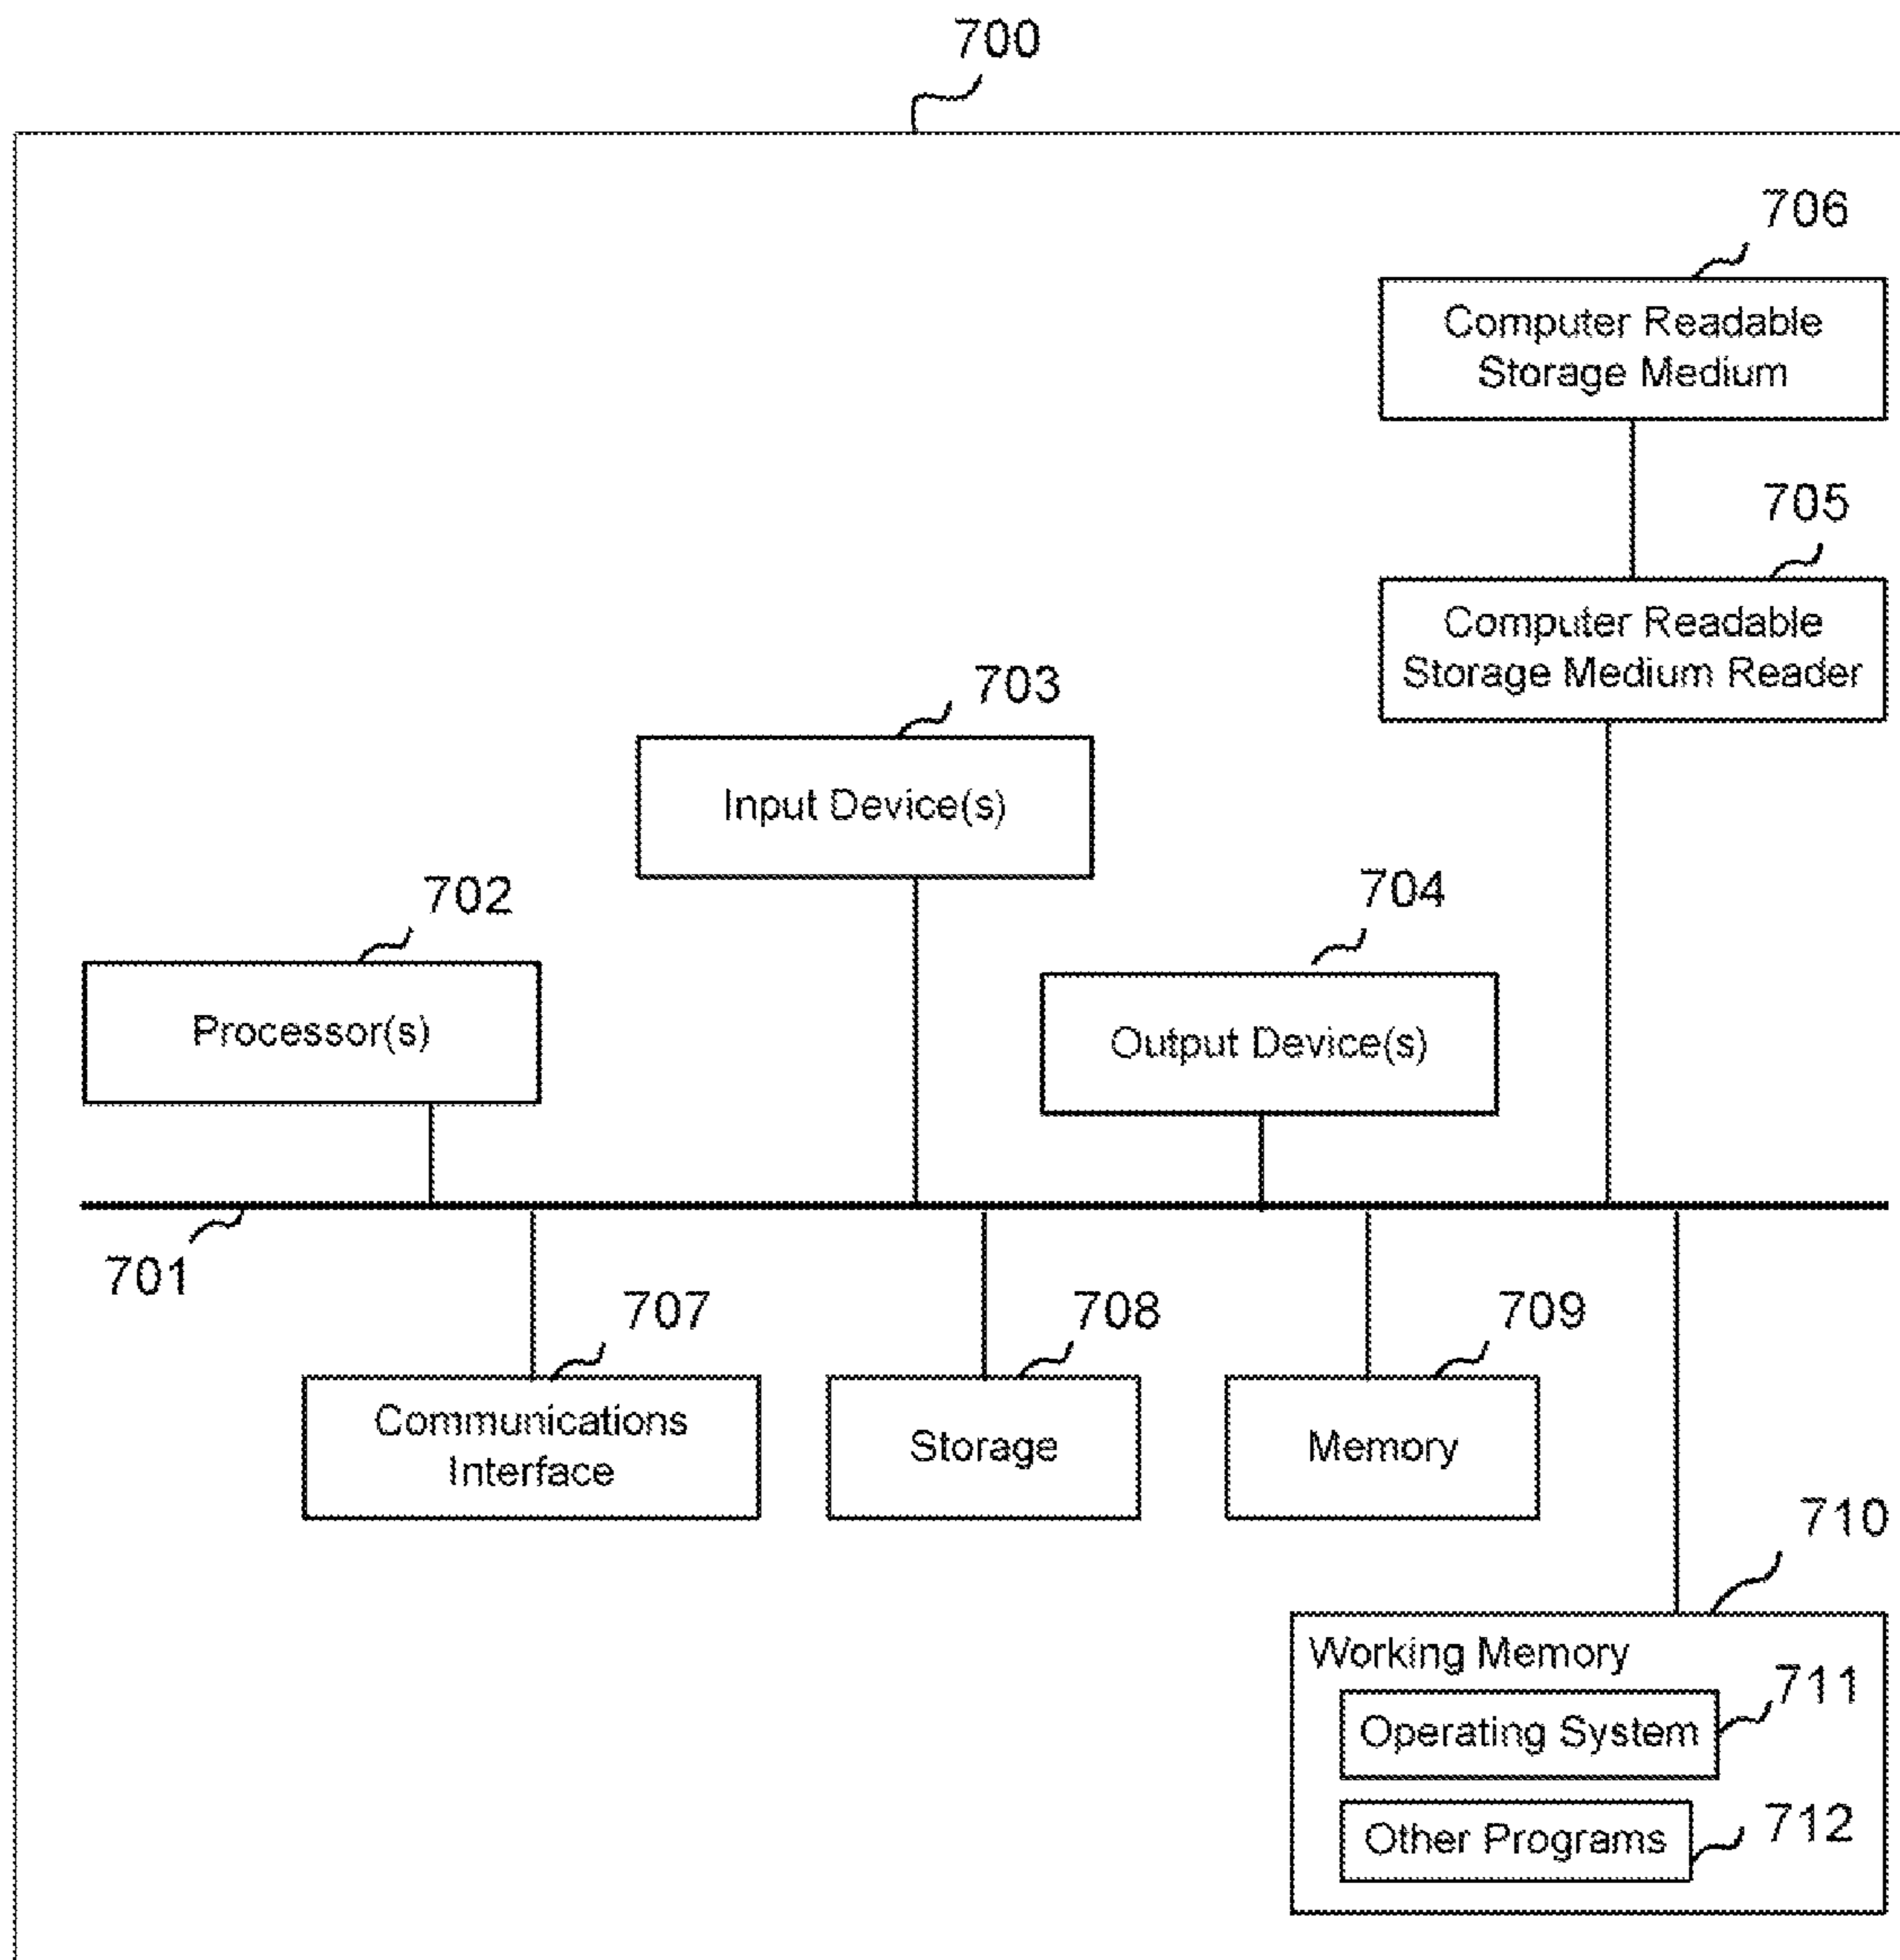 700
706
Computer Readable
Storage Medium
705
Computer Readable
Storage Medium Reader
703
Input Device(s)
702
Processor(s)
704
Output Device(s)
701
707
Communications
Interface
708
Storage
709
Memory
710
Working Memory
711
Operating System
712
Other Programs